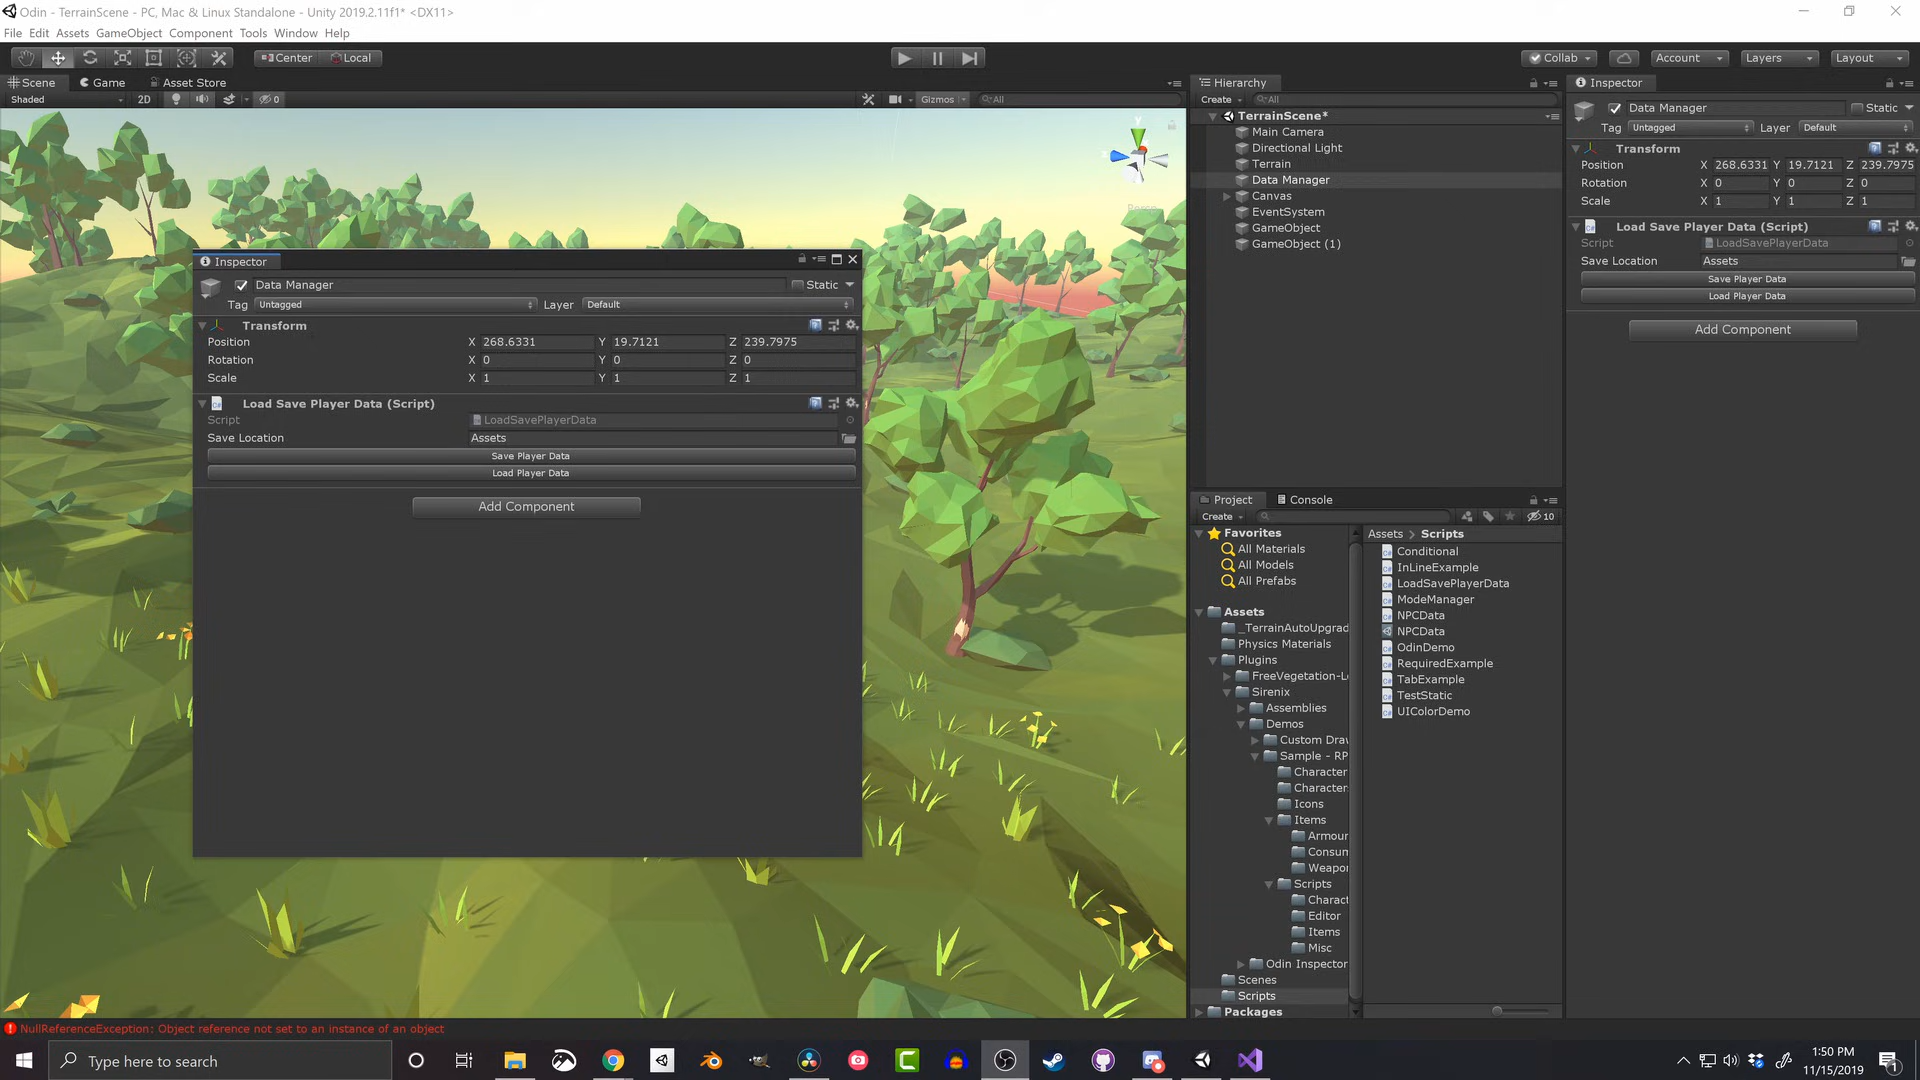 Odin - TerrainScene - PC, Mac & Linux Standalone - Unity 2019.2.11f1* <DX11>
File Edit Assets GameObject Component Tools Window Help
Center Local
Collab Account Layers Layout
Scene Game Asset Store
Shaded 2D 0 Gizmos All
y
Persp
Inspector
Data Manager Static
Tag Untagged Layer Default
Transform
Position X 268.6331 Y 19.7121 Z 239.7975
Rotation X 0 Y 0 Z 0
Scale X 1 Y 1 Z 1
Load Save Player Data (Script)
Script LoadSavePlayerData
Save Location Assets
Save Player Data
Load Player Data
Add Component
Hierarchy
Create All
TerrainScene*
Main Camera
Directional Light
Terrain
Data Manager
Canvas
EventSystem
GameObject
GameObject (1)
Project Console
Create 10
Favorites
All Materials
All Models
All Prefabs
Assets
_TerrainAutoUpgrad
Physics Materials
Plugins
FreeVegetation-L
Sirenix
Assemblies
Demos
Custom Dra
Sample - RP
Character
Character
Icons
Items
Armour
Consum
Weapo
Scripts
Charact
Editor
Items
Misc
Odin Inspector
Scenes
Scripts
Packages
Assets > Scripts
Conditional
InLineExample
LoadSavePlayerData
ModeManager
NPCData
NPCData
OdinDemo
RequiredExample
TabExample
TestStatic
UIColorDemo
Inspector
Data Manager Static
Tag Untagged Layer Default
Transform
Position X 268.6331 Y 19.7121 Z 239.7975
Rotation X 0 Y 0 Z 0
Scale X 1 Y 1 Z 1
Load Save Player Data (Script)
Script LoadSavePlayerData
Save Location Assets
Save Player Data
Load Player Data
Add Component
NullReferenceException: Object reference not set to an instance of an object
Type here to search
1:50 PM
11/15/2019
1